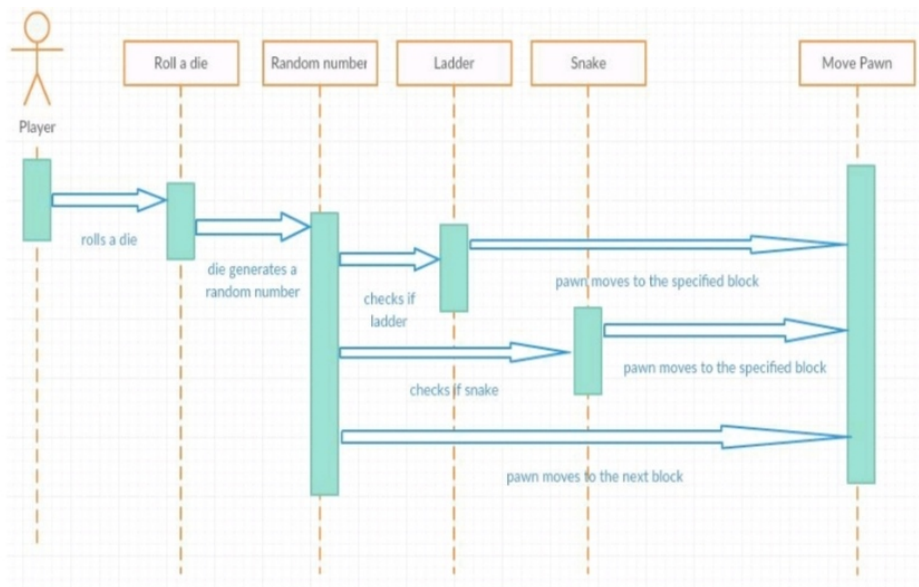 Roll a die
Random number
Ladder
Snake
Move Pawn
Player
rolls a die
die generates a
random number
checks if
ladder
pawn moves to the specified block
pawn moves to the specified block
checks if snake
pawn moves to the next block